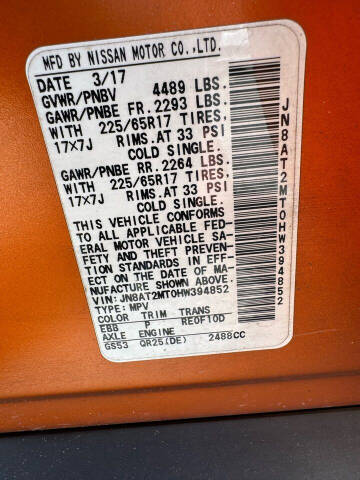 MFD BY NISSAN MOTOR CO.,LTD.
DATE 3/17
GVWR/PNBV 4489 LBS.
GAWR/PNBE FR. 2293 LBS.
WITH 225/65R17 TIRES,
17x7J RIMS.AT 33 PSI
COLD SINGLE.
GAWR/PNBE RR. 2264 LBS.
WITH 225/65R17 TIRES,
17x7J RIMS.AT 33 PSI
COLD SINGLE.
THIS VEHICLE CONFORMS
TO ALL APPLICABLE FED-
ERAL MOTOR VEHICLE SA-
FETY AND THEFT PREVEN-
TION STANDARDS IN EFF-
ECT ON THE DATE OF MA-
NUFACTURE SHOWN ABOVE.
VIN: JN8AT2MT0HW394852
TYPE: MPV
COLOR TRIM TRANS
EBB P RE0F10D
AXLE ENGINE
GS53 QR25(DE) 2488CC
JN8AT2MT0HW394852